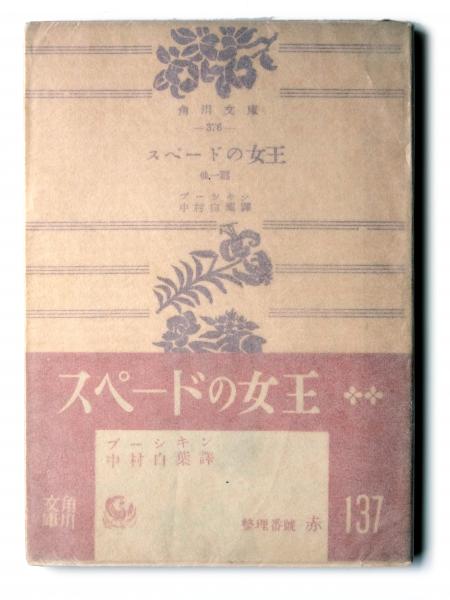 角川文庫
—376—
スペードの女王
他一篇
プーシキン
中村白葉譯
スペードの女王
プーシキン
中村白葉譯
角川文庫
整理番號 赤 137